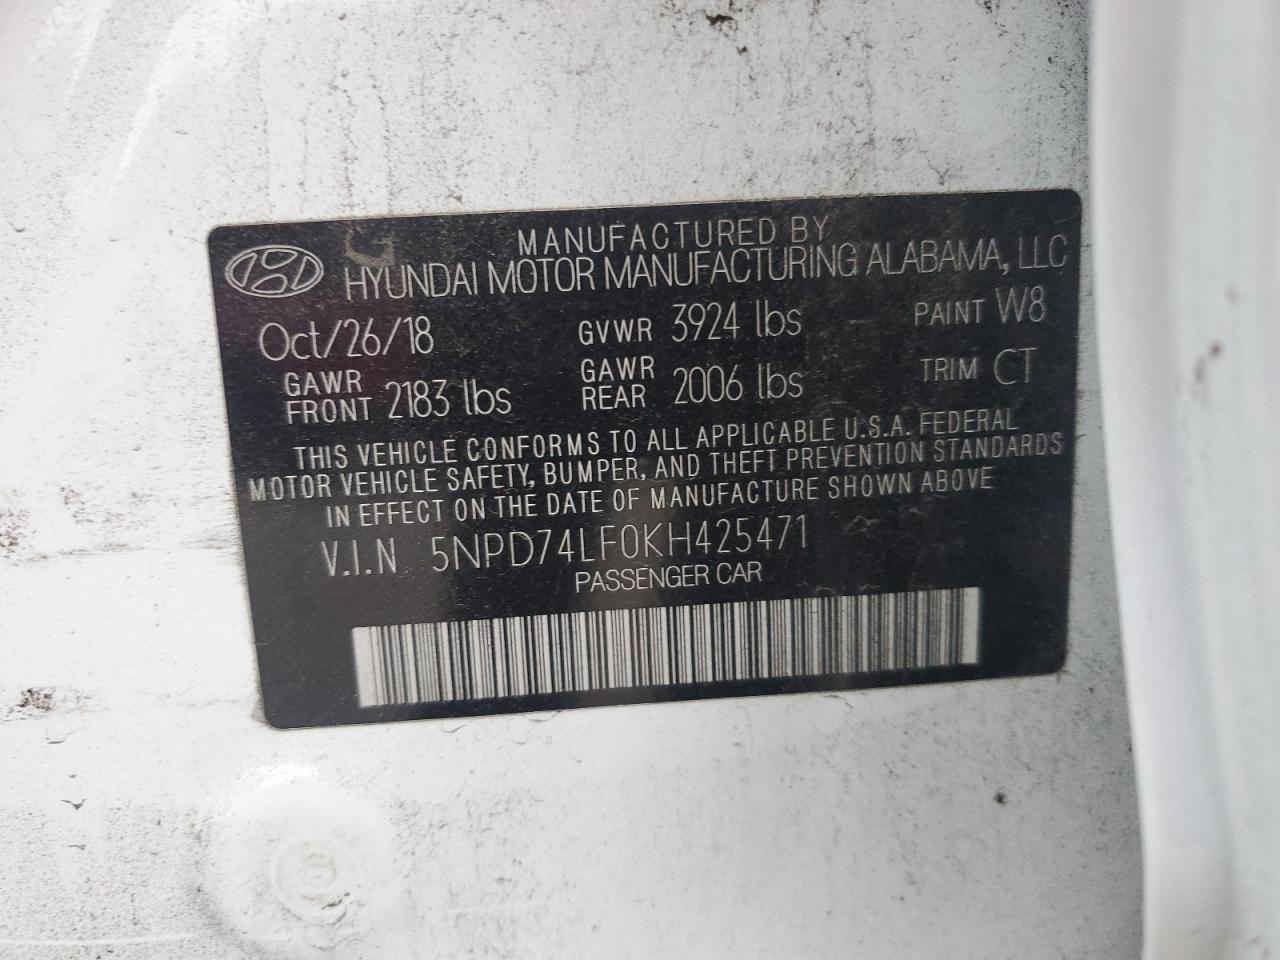 MANUFACTURED BY
HYUNDAI MOTOR MANUFACTURING ALABAMA, LLC
Oct/26/18 GVWR 3924 lbs PAINT W8
GAWR FRONT 2183 lbs GAWR REAR 2006 lbs TRIM CT
THIS VEHICLE CONFORMS TO ALL APPLICABLE U.S.A. FEDERAL
MOTOR VEHICLE SAFETY, BUMPER, AND THEFT PREVENTION STANDARDS
IN EFFECT ON THE DATE OF MANUFACTURE SHOWN ABOVE
V.I.N 5NPD74LF0KH425471
PASSENGER CAR